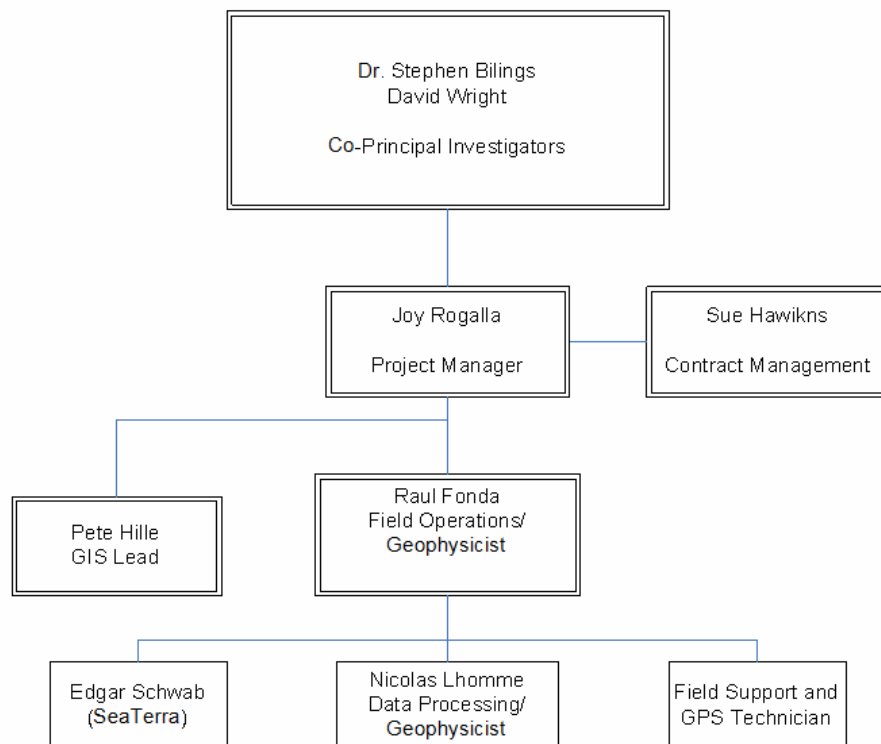 Dr. Stephen Bilings
David Wright
Co-Principal Investigators
Joy Rogalla
Project Manager
Sue Hawikns
Contract Management
Pete Hille
GIS Lead
Raul Fonda
Field Operations/
Geophysicist
Edgar Schwab
(SeaTerra)
Nicolas Lhomme
Data Processing/
Geophysicist
Field Support and
GPS Technician